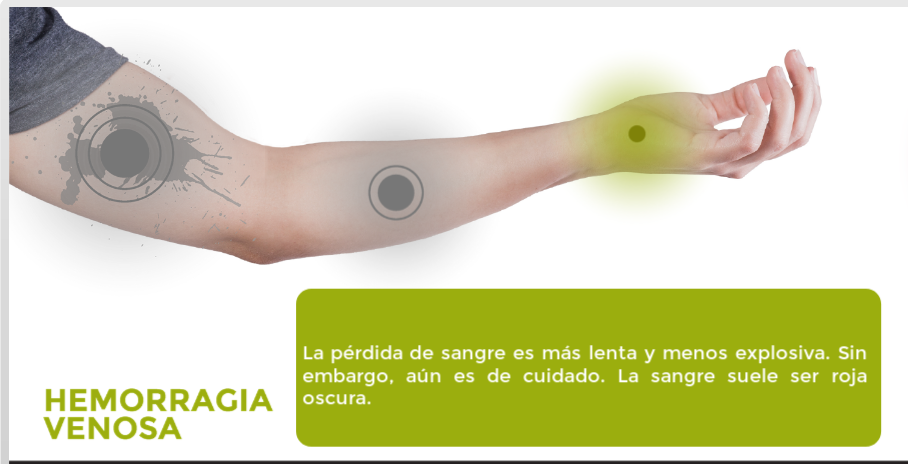 La pérdida de sangre es más lenta y menos explosiva. Sin
embargo, aún es de cuidado. La sangre suele ser roja
oscura.
HEMORRAGIA
VENOSA